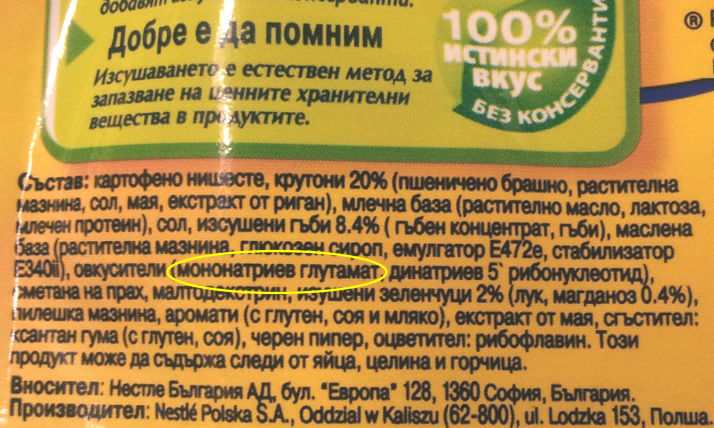 добавят
Добре е да помним
Изсушаването е естествен метод за
запазване на ценните хранителни
вещества в продуктите.
100%
ИСТИНСКИ
ВКУС
БЕЗ КОНСЕРВАНТИ
®
Състав: картофено нишесте, крутони 20% (пшеничено брашно, растителна
мазнина, сол, мая, екстракт от риган), млечна база (растително масло, лактоза,
млечен протеин), сол, изсушени гъби 8.4% ( гъбен концентрат, гъби), маслена
база (растителна мазнина, глюкозен сироп, емулгатор E472e, стабилизатор
E340ii), овкусители (мононатриев глутамат, динатриев 5` рибонуклеотид),
сметана на прах, малтодекстрин, изушени зеленчуци 2% (лук, магданоз 0.4%),
пилешка мазнина, аромати (с глутен, соя и мляко), екстракт от мая, сгъстител:
ксантан гума (с глутен, соя), черен пипер, оцветител: рибофлавин. Този
продукт може да съдържа следи от яйца, целина и горчица.
Вносител: Нестле България АД, бул. "Европа" 128, 1360 София, България.
Производител: Nestlé Polska S.A., Oddzial w Kaliszu (62-800), ul. Lodzka 153, Полша.